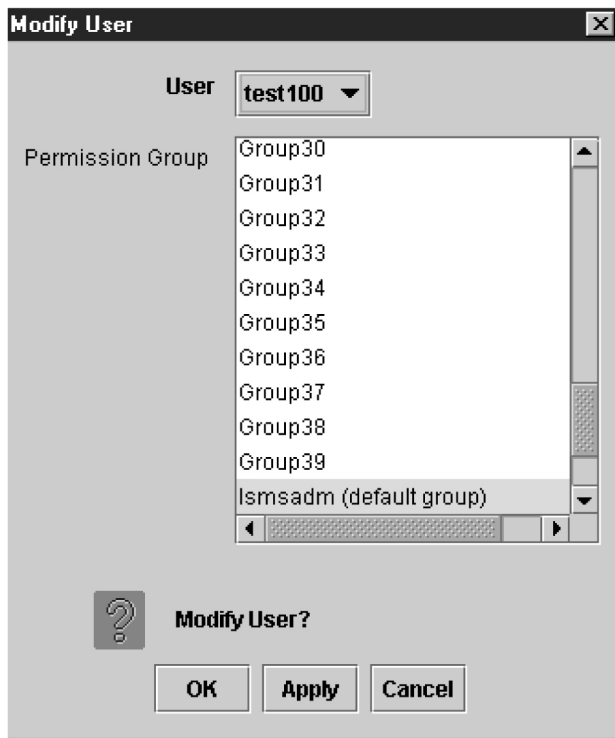 Modify User
User test100
Permission Group
Group30
Group31
Group32
Group33
Group34
Group35
Group36
Group37
Group38
Group39
lsmsadm (default group)
Modify User?
OK Apply Cancel